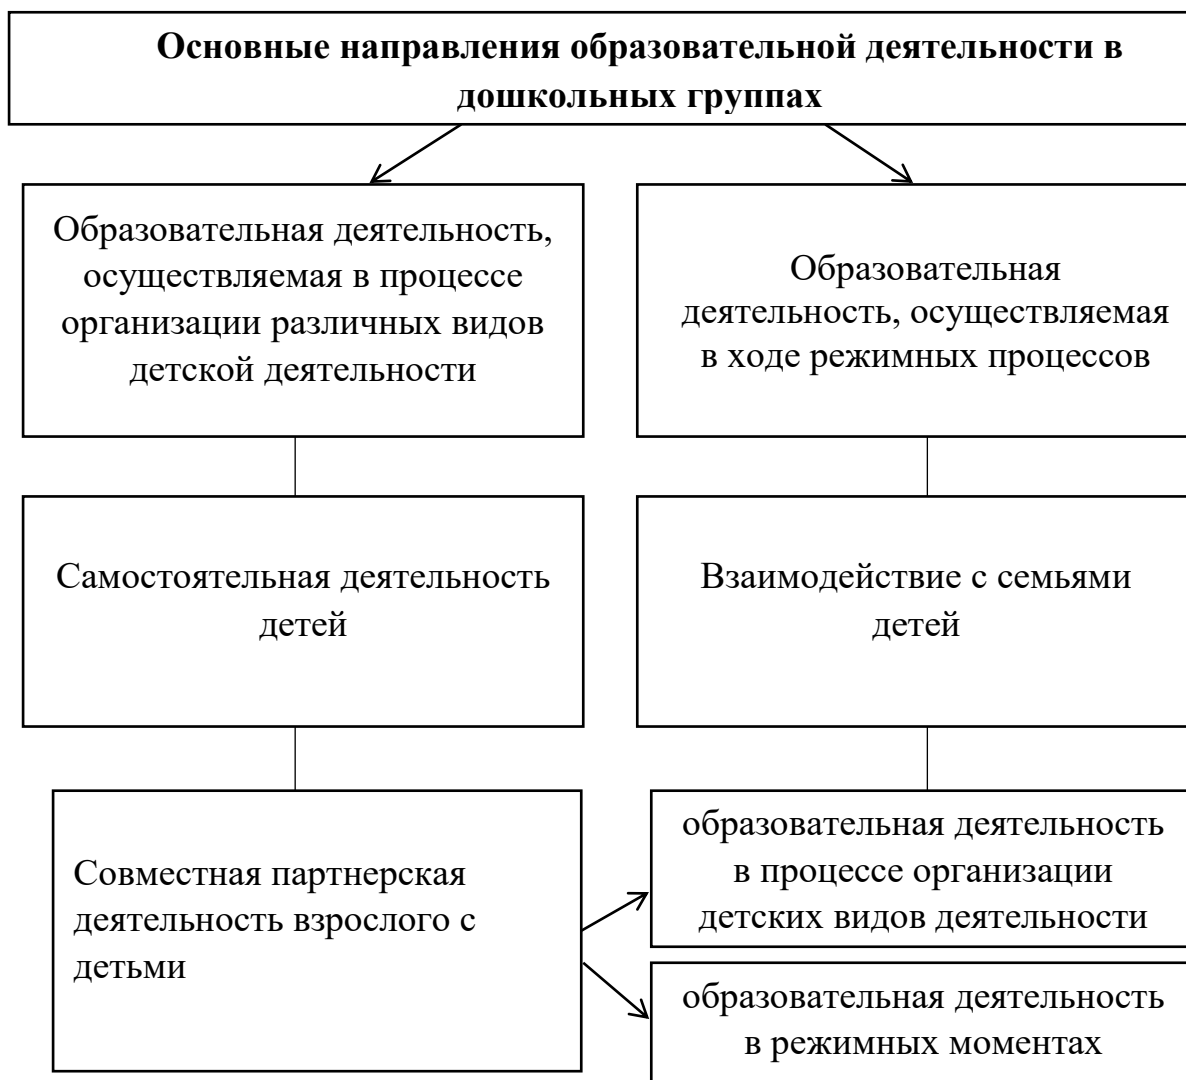 Основные направления образовательной деятельности в
дошкольных группах
Образовательная деятельность,
осуществляемая в процессе
организации различных видов
детской деятельности
Образовательная
деятельность, осуществляемая
в ходе режимных процессов
Самостоятельная деятельность
детей
Взаимодействие с семьями
детей
Совместная партнерская
деятельность взрослого с
детьми
образовательная деятельность
в процессе организации
детских видов деятельности
образовательная деятельность
в режимных моментах